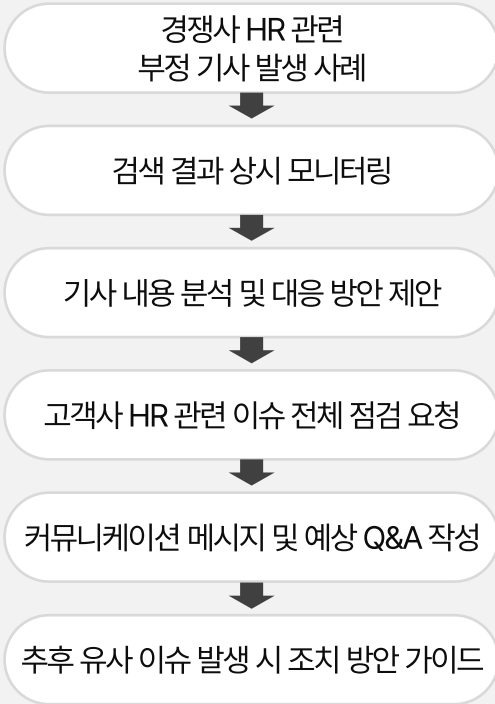 경쟁사 HR 관련
부정 기사 발생 사례
검색 결과 상시 모니터링
기사 내용 분석 및 대응 방안 제안
고객사 HR 관련 이슈 전체 점검 요청
커뮤니케이션 메시지 및 예상 Q&A 작성
추후 유사 이슈 발생 시 조치 방안 가이드